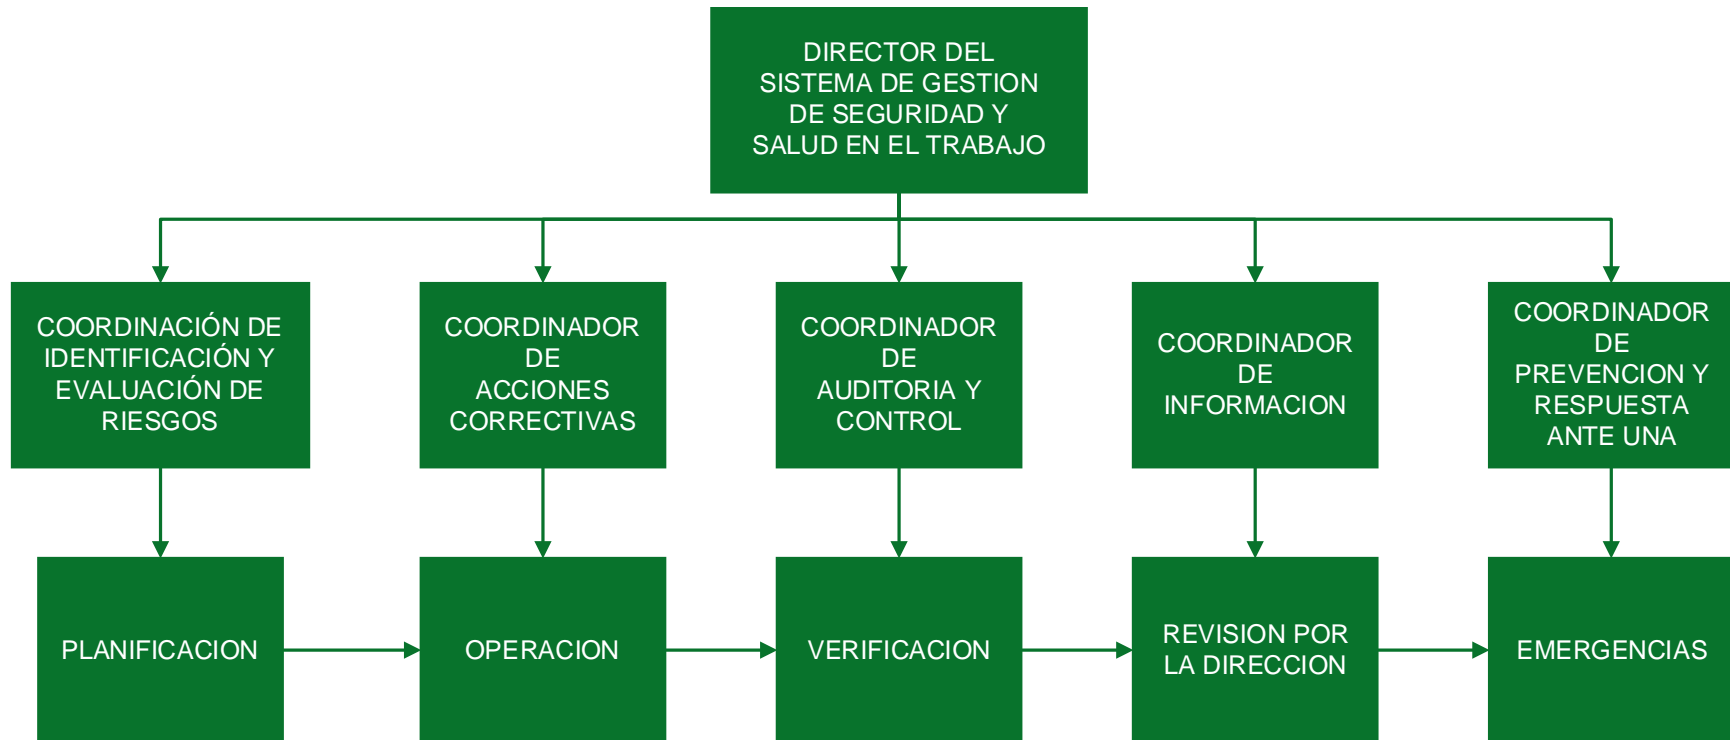 DIRECTOR DEL
SISTEMA DE GESTION
DE SEGURIDAD Y
SALUD EN EL TRABAJO
COORDINACIÓN DE
IDENTIFICACIÓN Y
EVALUACIÓN DE
RIESGOS
COORDINADOR
DE
ACCIONES
CORRECTIVAS
COORDINADOR
DE
AUDITORIA Y
CONTROL
COORDINADOR
DE
INFORMACION
COORDINADOR
DE
PREVENCION Y
RESPUESTA
ANTE UNA
PLANIFICACION
OPERACION
VERIFICACION
REVISION POR
LA DIRECCION
EMERGENCIAS